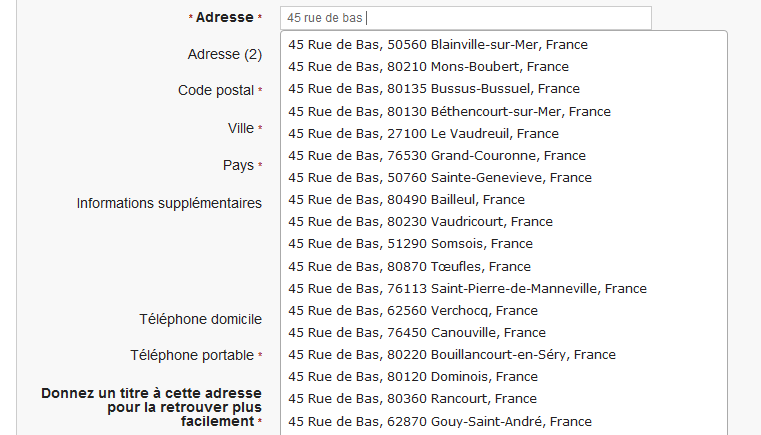 * Adresse *
45 rue de bas
45 Rue de Bas, 50560 Blainville-sur-Mer, France
Adresse (2)
45 Rue de Bas, 80210 Mons-Boubert, France
Code postal *
45 Rue de Bas, 80135 Bussus-Bussuel, France
45 Rue de Bas, 80130 Béthencourt-sur-Mer, France
Ville *
45 Rue de Bas, 27100 Le Vaudreuil, France
45 Rue de Bas, 76530 Grand-Couronne, France
Pays *
45 Rue de Bas, 50760 Sainte-Genevieve, France
45 Rue de Bas, 80490 Bailleul, France
Informations supplémentaires
45 Rue de Bas, 80230 Vaudricourt, France
45 Rue de Bas, 51290 Somsois, France
45 Rue de Bas, 80870 Tœufles, France
45 Rue de Bas, 76113 Saint-Pierre-de-Manneville, France
45 Rue de Bas, 62560 Verchocq, France
Téléphone domicile
45 Rue de Bas, 76450 Canouville, France
45 Rue de Bas, 80220 Bouillancourt-en-Séry, France
Téléphone portable *
45 Rue de Bas, 80120 Dominois, France
45 Rue de Bas, 80360 Rancourt, France
45 Rue de Bas, 62870 Gouy-Saint-André, France
Donnez un titre à cette adresse
pour la retrouver plus
facilement *